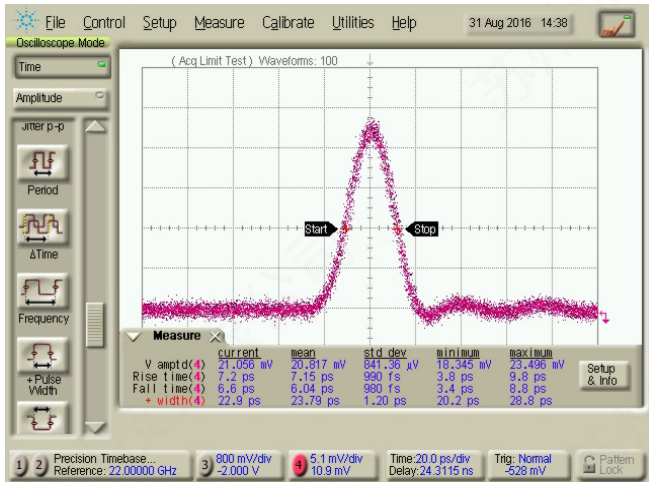 File Control Setup Measure Calibrate Utilities Help 31 Aug 2016 14:38
Oscilloscope Mode
Time
Amplitude
Jitter p-p
Period
ΔTime
Frequency
+ Pulse
Width
( Acq Limit Test ) Waveforms: 100
Start
Stop
Measure
current mean std dev minimum maximum
V amptd(4) 21.056 mV 20.817 mV 841.36 µV 18.345 mV 23.496 mV
Rise time(4) 7.2 ps 7.15 ps 990 fs 3.8 ps 9.8 ps
Fall time(4) 6.6 ps 6.04 ps 980 fs 3.4 ps 8.8 ps
+ width(4) 22.9 ps 23.79 ps 1.20 ps 20.2 ps 28.8 ps
Setup
& Info
1 2 Precision Timebase...
Reference: 22.00000 GHz
3 800 mV/div
-2.000 V
4 5.1 mV/div
10.9 mV
Time:20.0 ps/div
Delay:24.3115 ns
Trig: Normal
-528 mV
Pattern
Lock